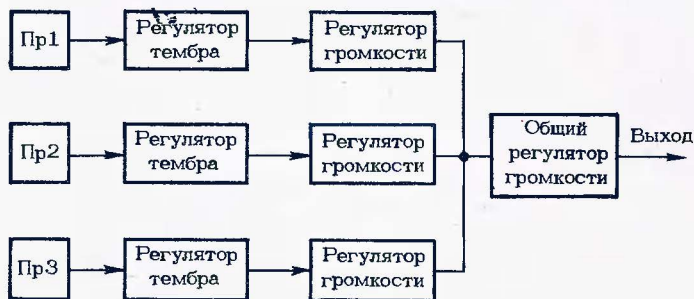 Пр1
Регулятор
тембра
Регулятор
громкости
Пр2
Регулятор
тембра
Регулятор
громкости
Общий
регулятор
громкости
Выход
Пр3
Регулятор
тембра
Регулятор
громкости